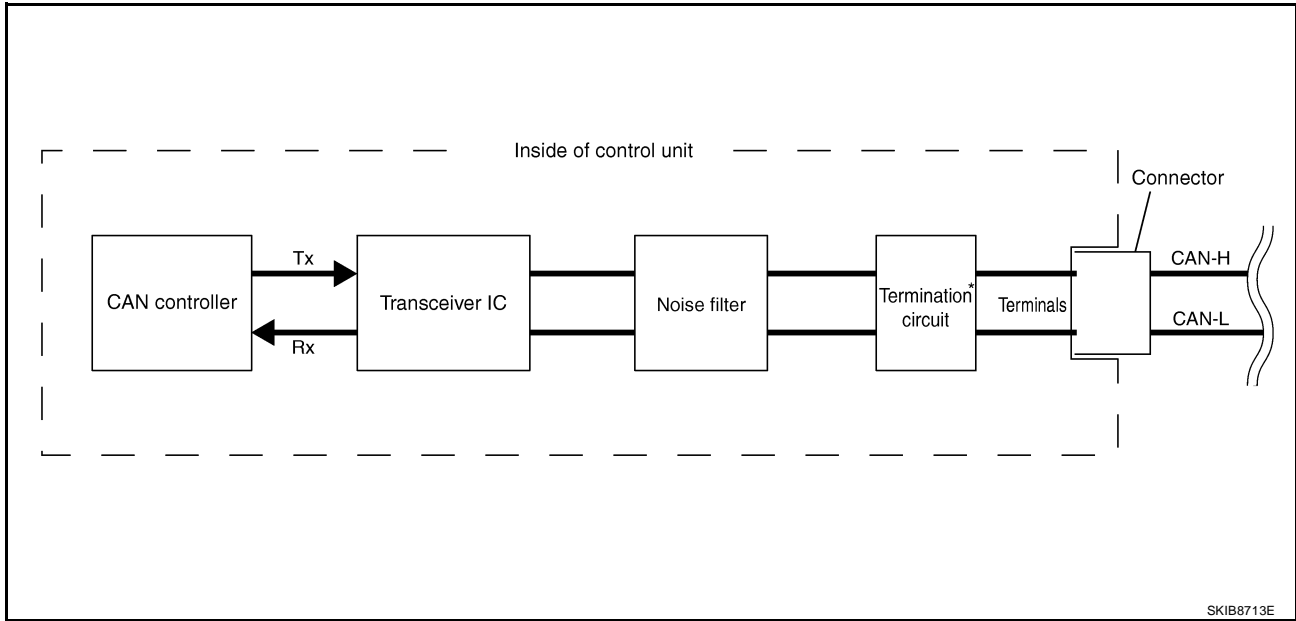 Inside of control unit
Connector
Tx
CAN-H
CAN controller
Transceiver IC
Noise filter
Termination*
circuit
Terminals
Rx
CAN-L
SKIB8713E